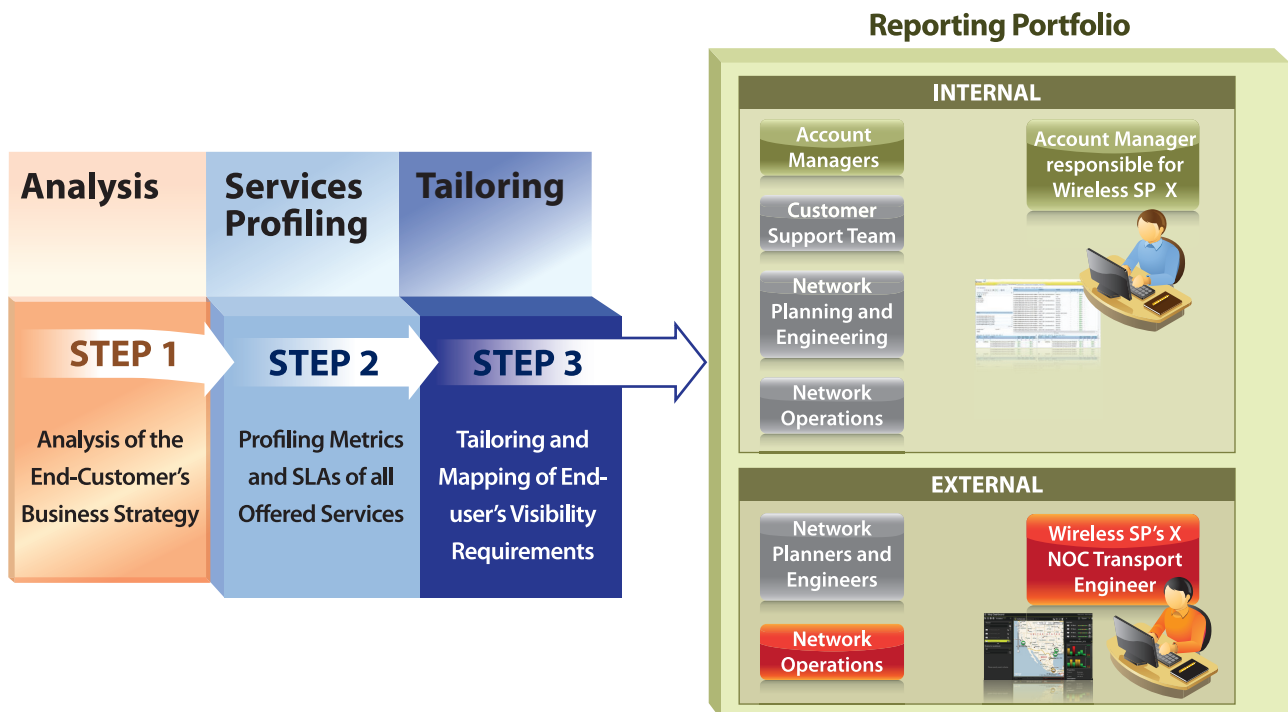 Reporting Portfolio
Analysis
Services
Profiling
Tailoring
STEP 1
STEP 2
STEP 3
Analysis of the
End-Customer's
Business Strategy
Profiling Metrics
and SLAs of all
Offered Services
Tailoring and
Mapping of End-
user's Visibility
Requirements
INTERNAL
Account
Managers
Customer
Support Team
Network
Planning and
Engineering
Network
Operations
Account Manager
responsible for
Wireless SP X
EXTERNAL
Network
Planners and
Engineers
Network
Operations
Wireless SP's X
NOC Transport
Engineer